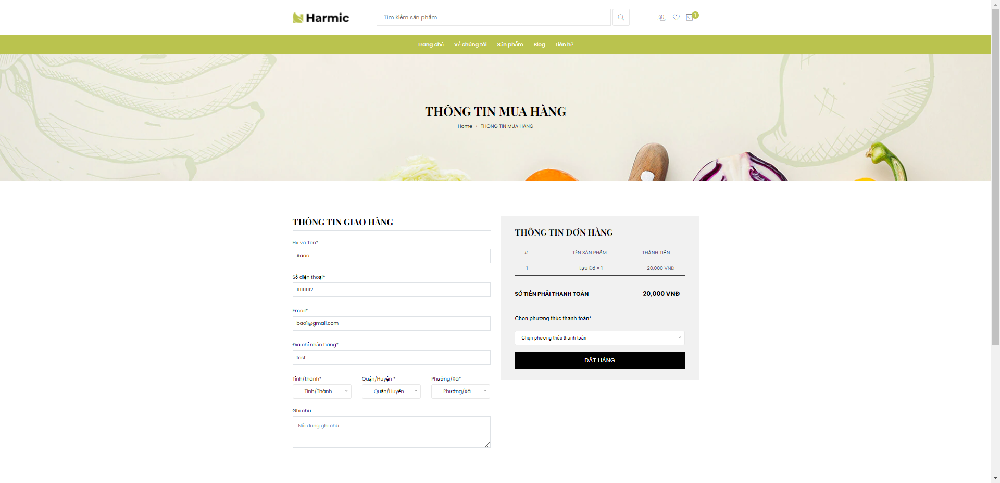 Harmic
Tìm kiếm sản phẩm
1
Trang chủ Về chúng tôi Sản phẩm Blog Liên hệ
THÔNG TIN MUA HÀNG
Home > THÔNG TIN MUA HÀNG
THÔNG TIN GIAO HÀNG
Họ và Tên*
Aaaa
Số điện thoại*
1111111112
Email*
bao1@gmail.com
Địa chỉ nhận hàng*
test
Tỉnh/thành* Quận/Huyện * Phường/Xã*
Tỉnh/Thành Quận/Huyện Phường/Xã
Ghi chú
Nội dung ghi chú
THÔNG TIN ĐƠN HÀNG
# TÊN SẢN PHẨM THÀNH TIỀN
1 Lựu Đỏ × 1 20,000 VNĐ
SỐ TIỀN PHẢI THANH TOÁN 20,000 VNĐ
Chọn phương thúc thanh toán*
Chọn phương thúc thanh toán
ĐẶT HÀNG